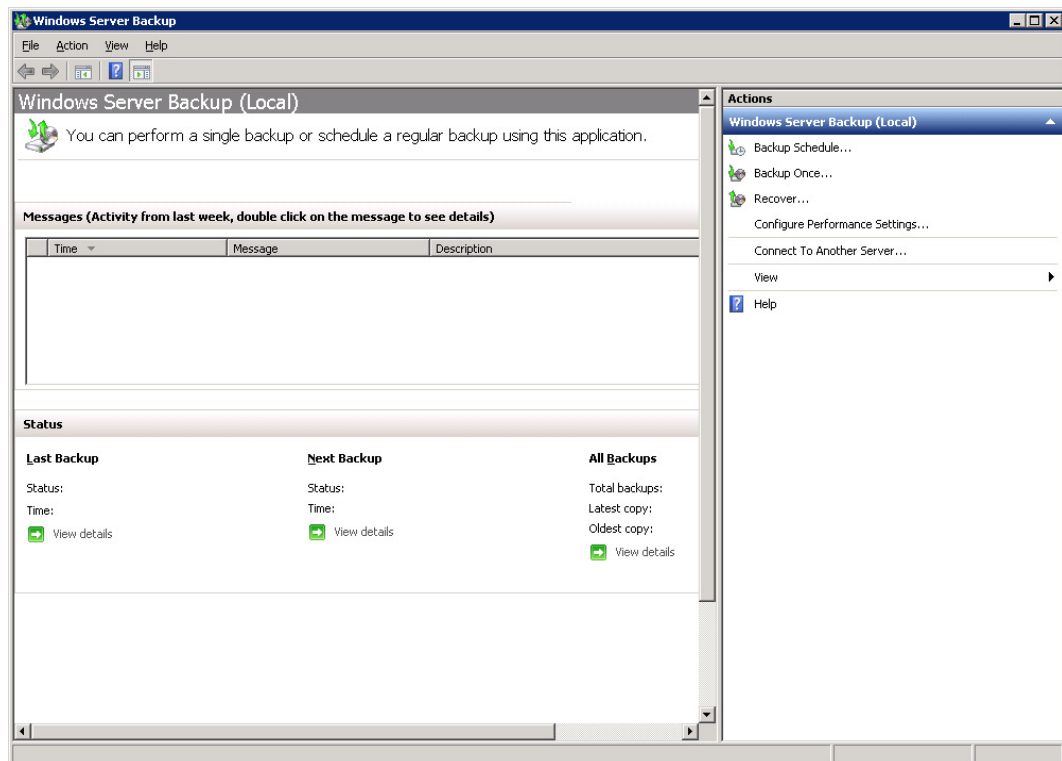 Windows Server Backup
File Action View Help
Windows Server Backup (Local)
You can perform a single backup or schedule a regular backup using this application.
Messages (Activity from last week, double click on the message to see details)
Time Message Description
Status
Last Backup Next Backup All Backups
Status: Status: Total backups:
Time: Time: Latest copy:
Oldest copy:
View details View details View details
Actions
Windows Server Backup (Local)
Backup Schedule...
Backup Once...
Recover...
Configure Performance Settings...
Connect To Another Server...
View
Help